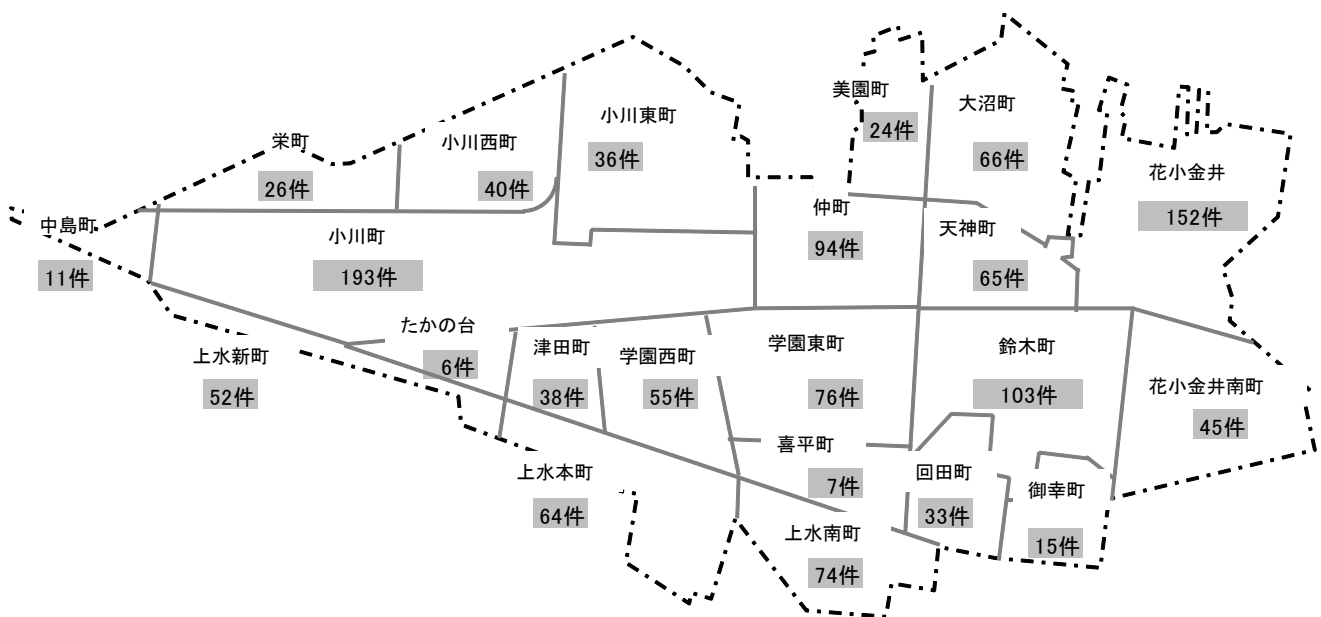 美園町
24件
大沼町
66件
小川東町
36件
小川西町
40件
栄町
26件
花小金井
152件
中島町
11件
小川町
193件
仲町
94件
天神町
65件
たかの台
6件
上水新町
52件
津田町
38件
学園西町
55件
学園東町
76件
鈴木町
103件
花小金井南町
45件
喜平町
7件
上水本町
64件
回田町
33件
御幸町
15件
上水南町
74件